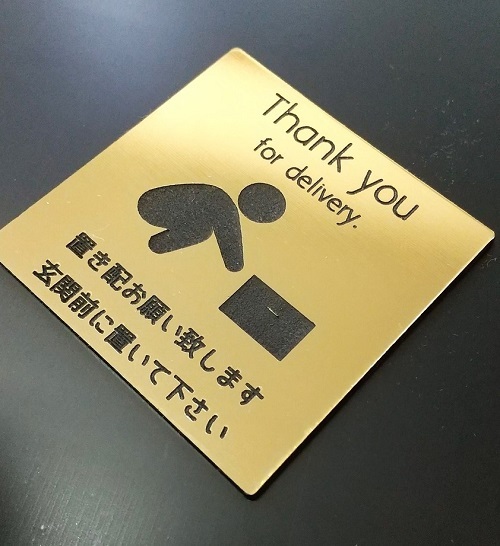 Thank you
for delivery.
置き配お願い致します
玄関前に置いて下さい